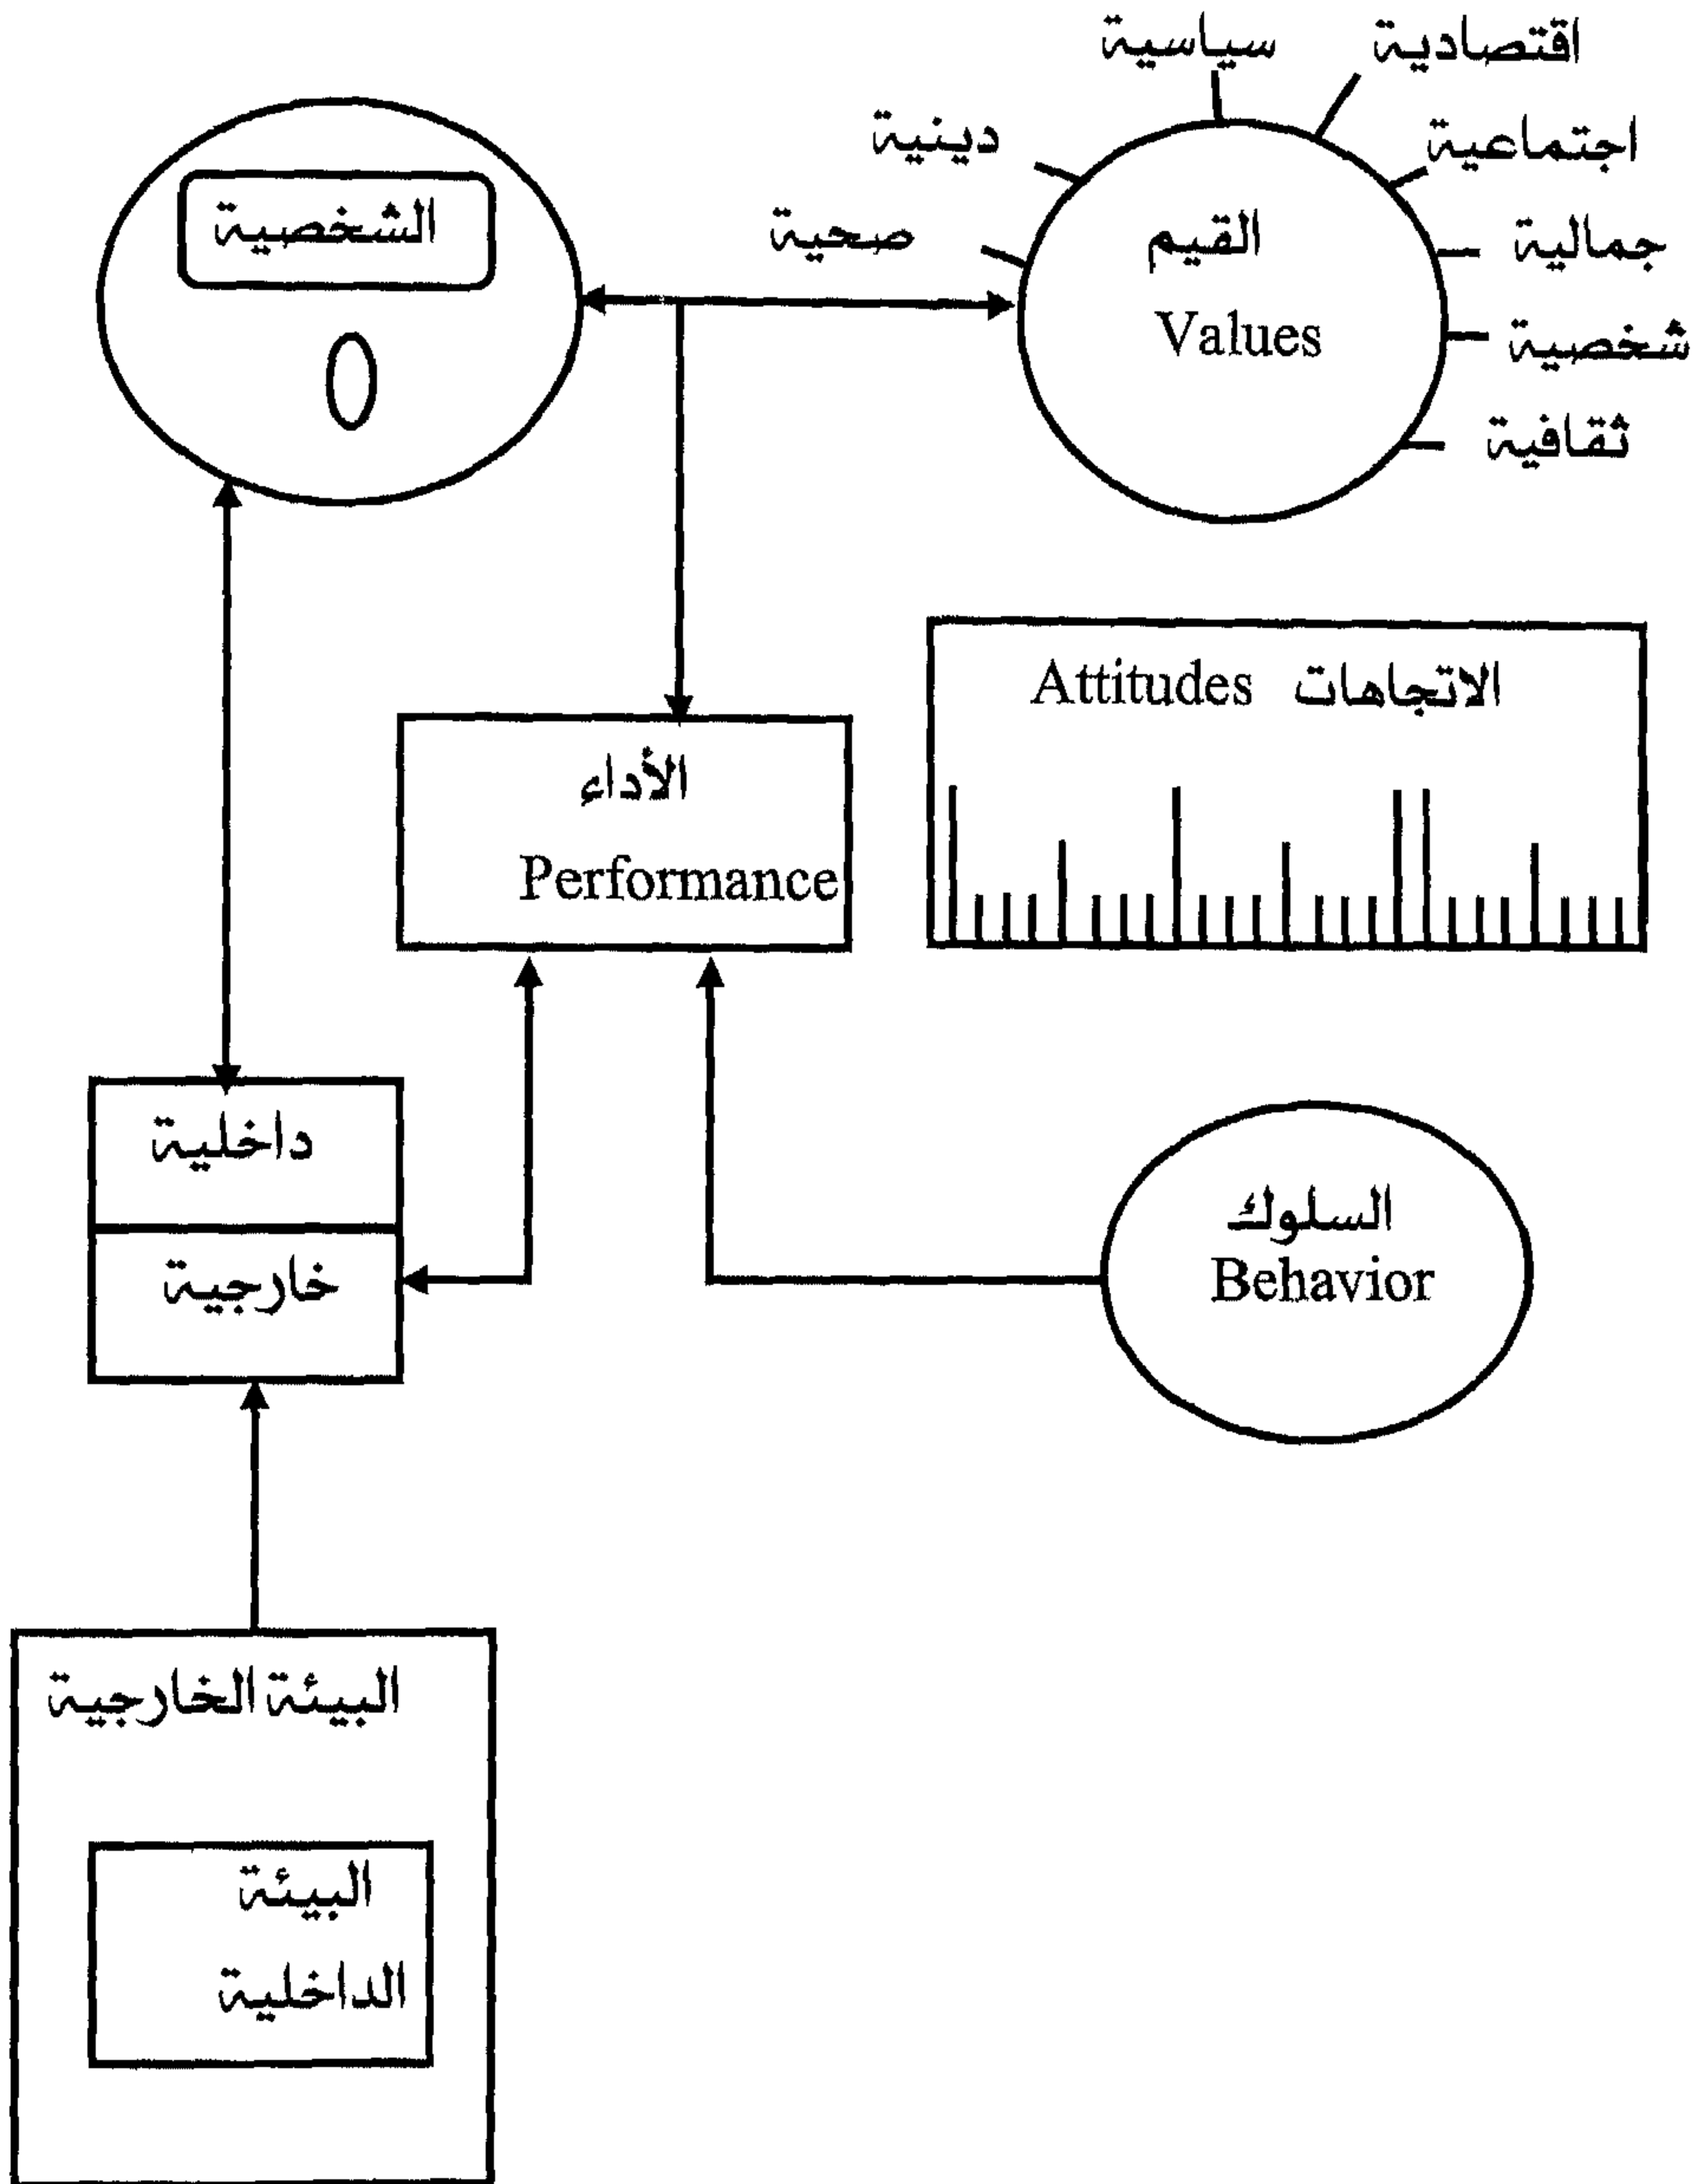 سياسية
اقتصادية
دينية
اجتماعية
صحية
جمالية
شخصية
ثقافية
القيم
Values
الشخصية
الاتجاهات Attitudes
الأداء
Performance
داخلية
خارجية
السلوك
Behavior
البيئة الخارجية
البيئة
الداخلية